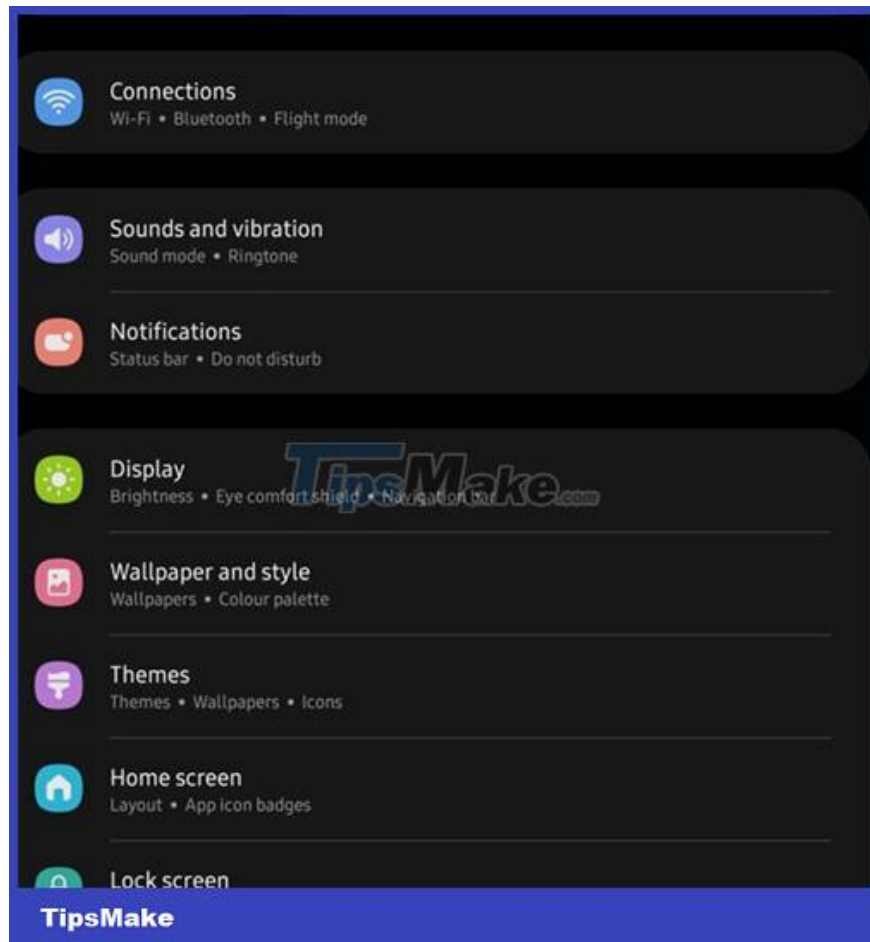 Connections
Wi-Fi • Bluetooth • Flight mode
Sounds and vibration
Sound mode • Ringtone
Notifications
Status bar • Do not disturb
Display
Brightness • Eye comfort shield • Navigation bar
TipsMake.com
Wallpaper and style
Wallpapers • Colour palette
Themes
Themes • Wallpapers • Icons
Home screen
Layout • App icon badges
Lock screen
TipsMake